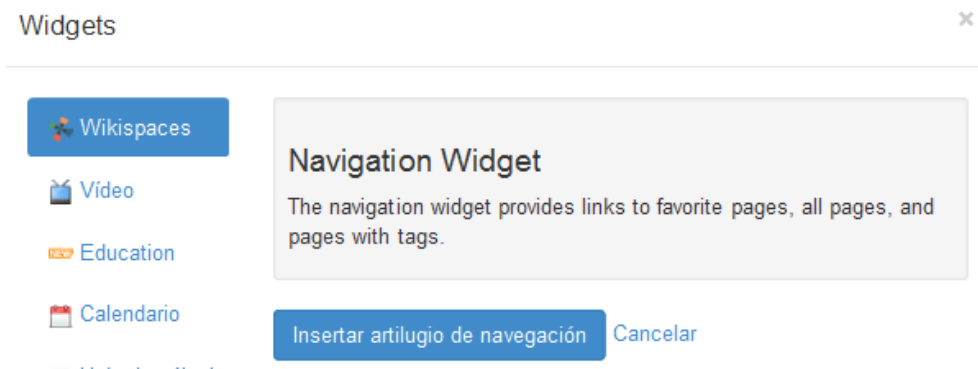 Widgets
×
Wikispaces
Vídeo
NEW Education
Calendario
Navigation Widget
The navigation widget provides links to favorite pages, all pages, and
pages with tags.
Insertar artilugio de navegación Cancelar